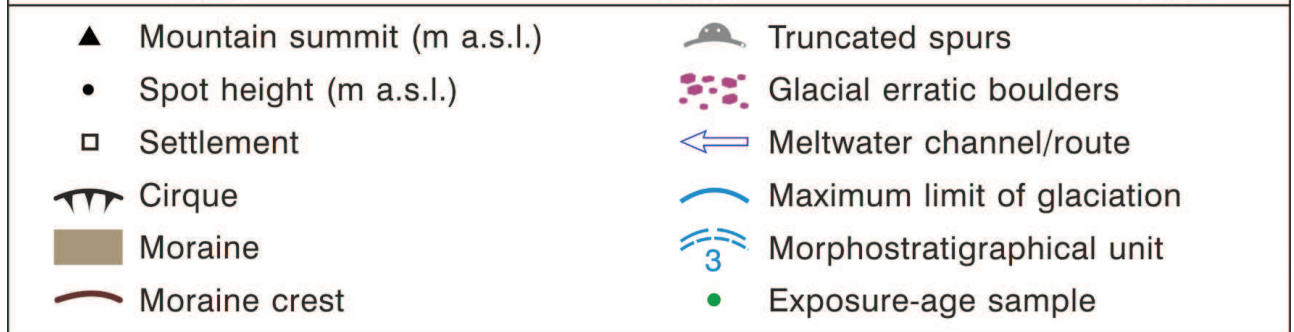 Mountain summit (m a.s.l.)
Spot height (m a.s.l.)
Settlement
Cirque
Moraine
Moraine crest
Truncated spurs
Glacial erratic boulders
Meltwater channel/route
Maximum limit of glaciation
Morphostratigraphical unit
3
Exposure-age sample